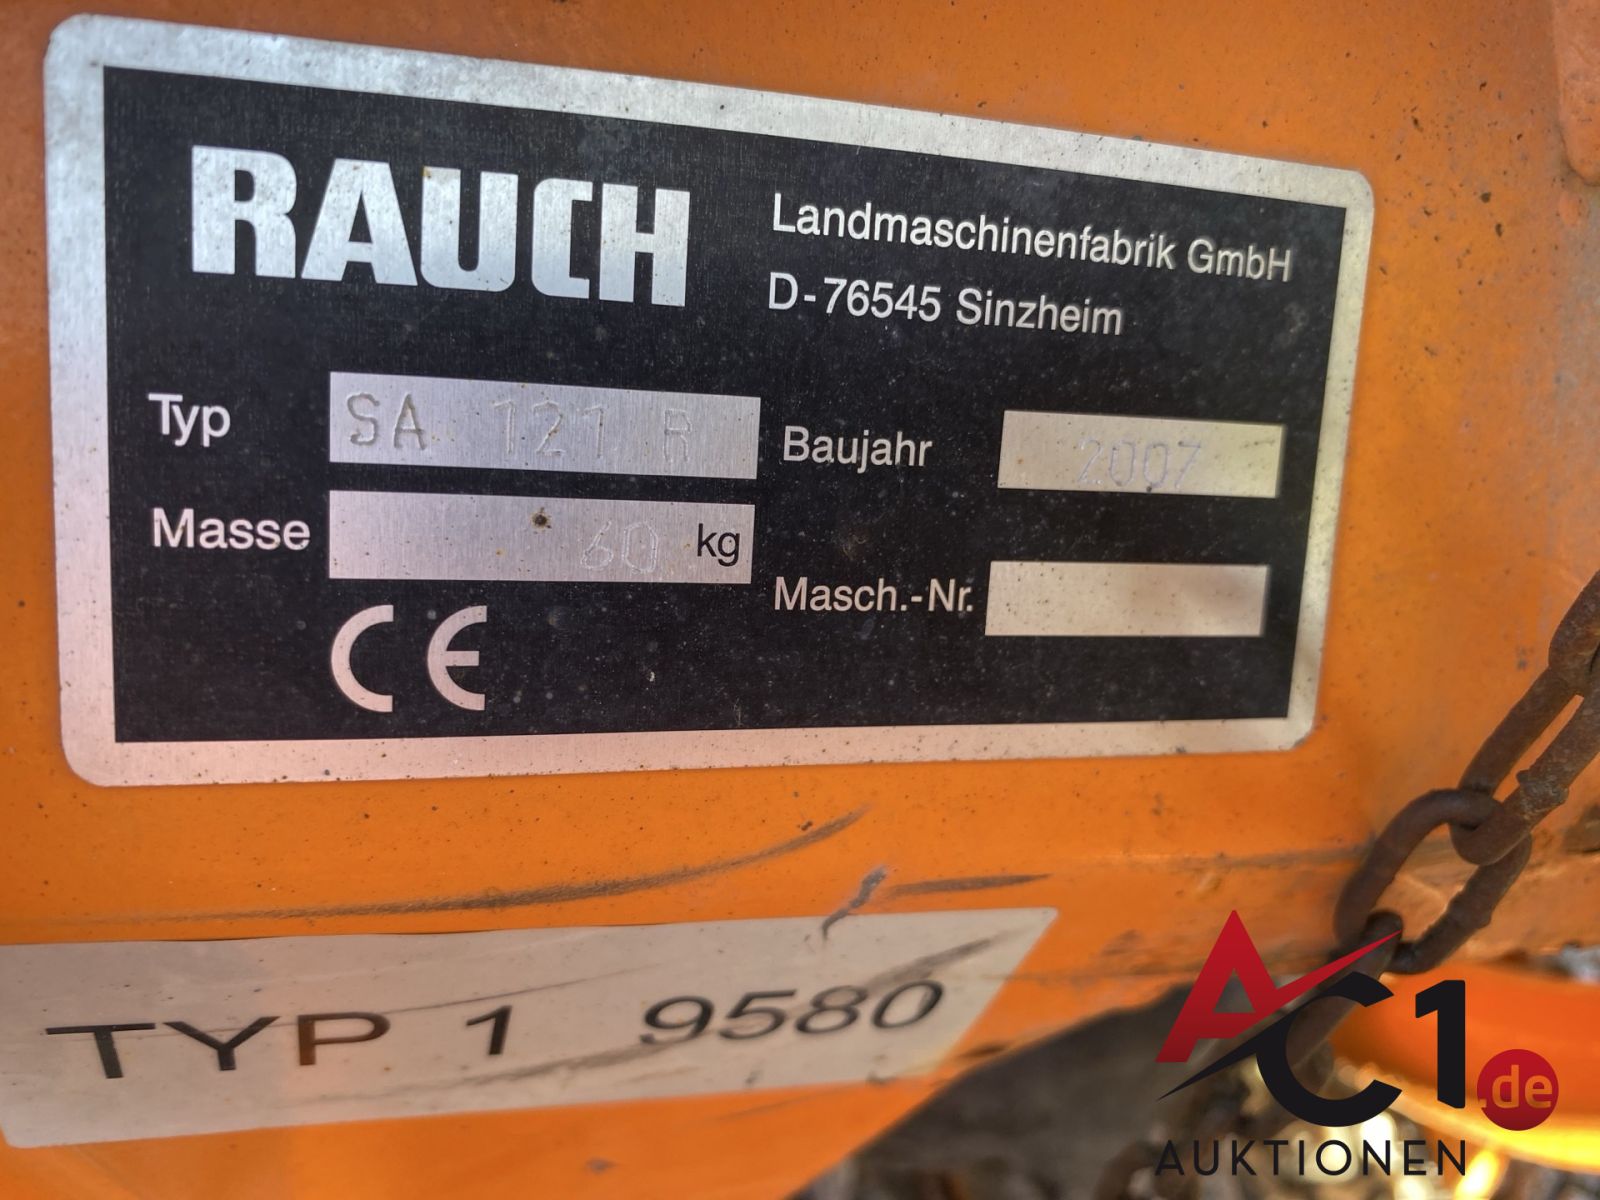 RAUCH
Landmaschinenfabrik GmbH
D-76545 Sinzheim
Typ SA 121 R
Baujahr 2007
Masse 60 kg
Masch.-Nr.
CE
TYP 1 9580
AC1.de
AUKTIONEN